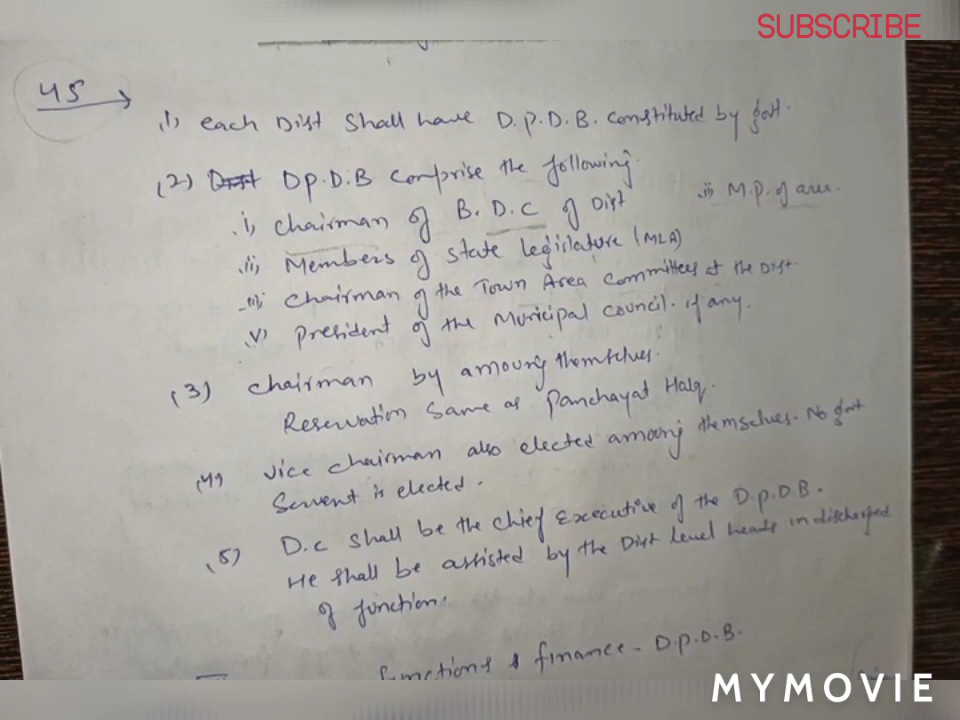 SUBSCRIBE
45
(1) each Dist shall have D.P.D.B. constituted by govt.
(2) DP.D.B comprise the following
i) chairman of B.D.C of Dist ii) M.P. of area.
iii) Members of state legislature (MLA)
chairman of the Town Area Committees at the Dist.
v) president of the Municipal council. if any.
(3) chairman by amoung themselves.
Reservation same as Panchayat Halq.
(4) vice chairman also elected among themselves. No govt
Servent is elected.
(5) D.C shall be the chief Executive of the D.P.D.B.
He shall be assisted by the Dist level heads in discharged
of function.
functions & finance - D.P.D.B.
MYMOVIE